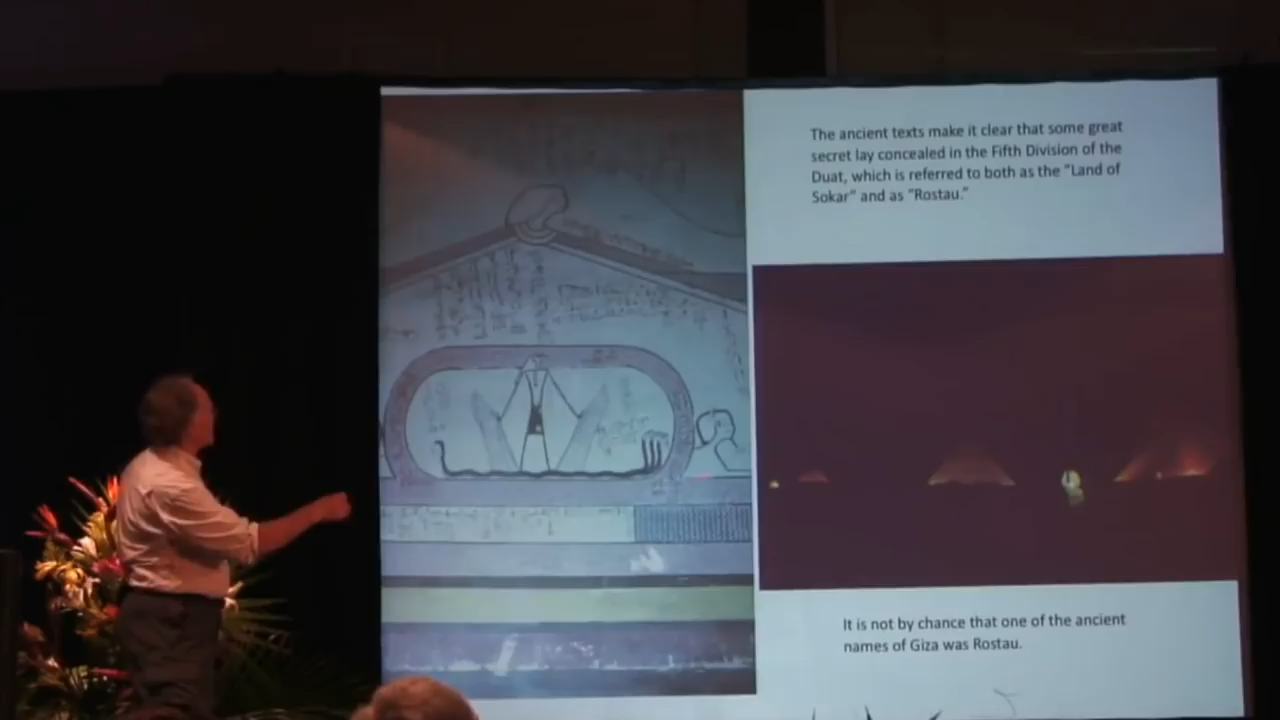 The ancient texts make it clear that some great
secret lay concealed in the Fifth Division of the
Duat, which is referred to both as the "Land of
Sokar" and as "Rostau."
It is not by chance that one of the ancient
names of Giza was Rostau.